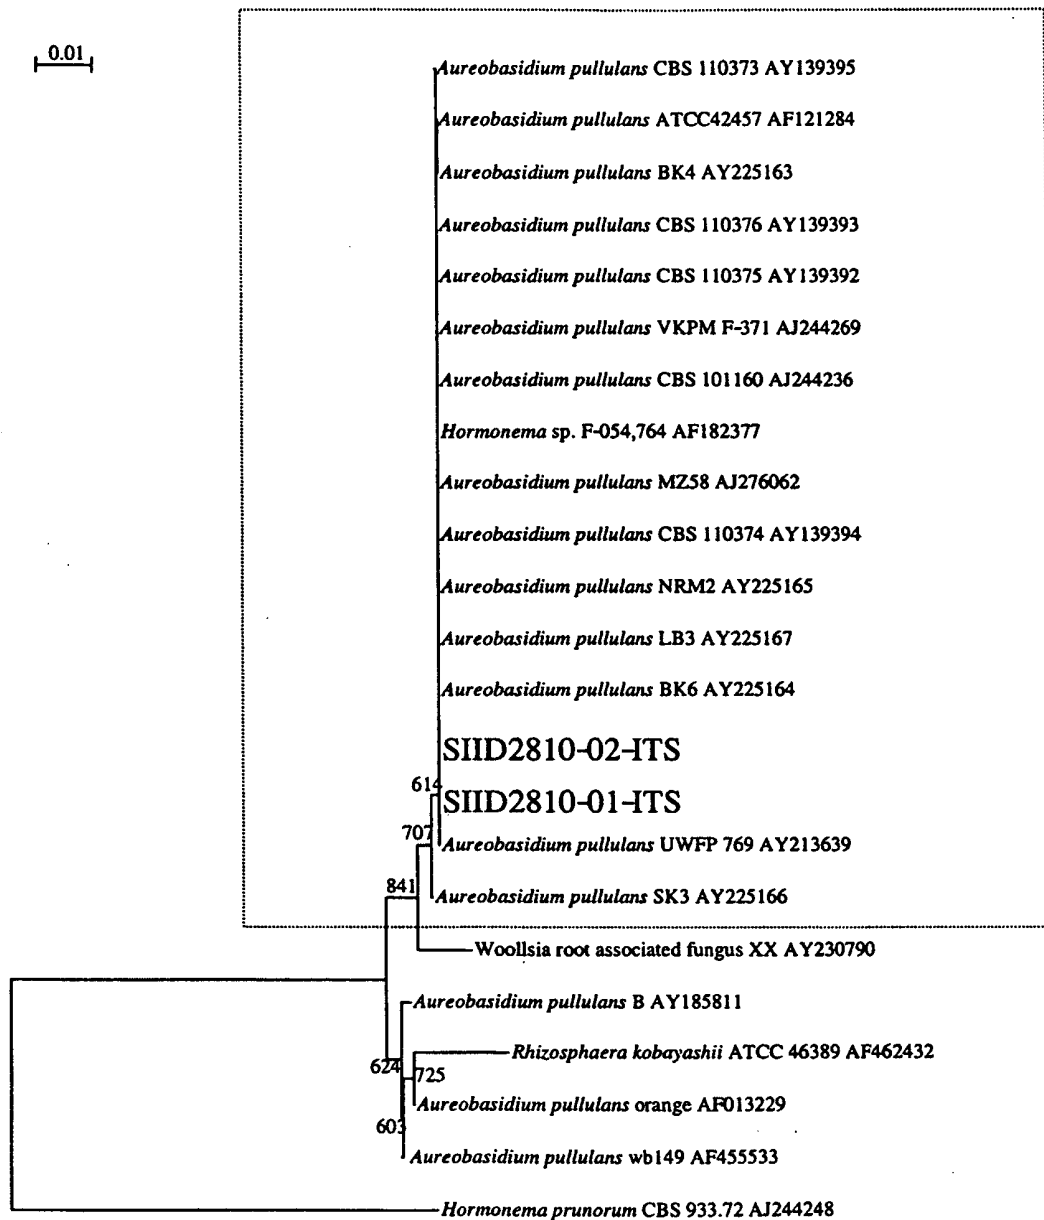 0.01
Aureobasidium pullulans CBS 110373 AY139395
Aureobasidium pullulans ATCC42457 AF121284
Aureobasidium pullulans BK4 AY225163
Aureobasidium pullulans CBS 110376 AY139393
Aureobasidium pullulans CBS 110375 AY139392
Aureobasidium pullulans VKPM F-371 AJ244269
Aureobasidium pullulans CBS 101160 AJ244236
Hormonema sp. F-054,764 AF182377
Aureobasidium pullulans MZ58 AJ276062
Aureobasidium pullulans CBS 110374 AY139394
Aureobasidium pullulans NRM2 AY225165
Aureobasidium pullulans LB3 AY225167
Aureobasidium pullulans BK6 AY225164
SIID2810-02-ITS
614
SIID2810-01-ITS
707
Aureobasidium pullulans UWFP 769 AY213639
841
Aureobasidium pullulans SK3 AY225166
Woollsia root associated fungus XX AY230790
Aureobasidium pullulans B AY185811
Rhizosphaera kobayashii ATCC 46389 AF462432
624
725
Aureobasidium pullulans orange AF013229
603
Aureobasidium pullulans wb149 AF455533
Hormonema prunorum CBS 933.72 AJ244248